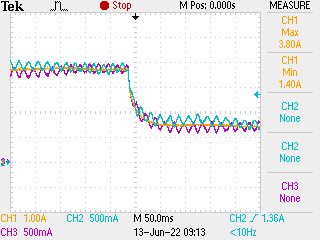 Tek Stop M Pos: 0.000s MEASURE
CH1
Max
3.80A
CH1
Min
1.40A
CH2
None
CH2
None
CH3
None
3
CH1 1.00A CH2 500mA M 50.0ms CH2 1.36A
CH3 500mA 13-Jun-22 09:13 <10Hz